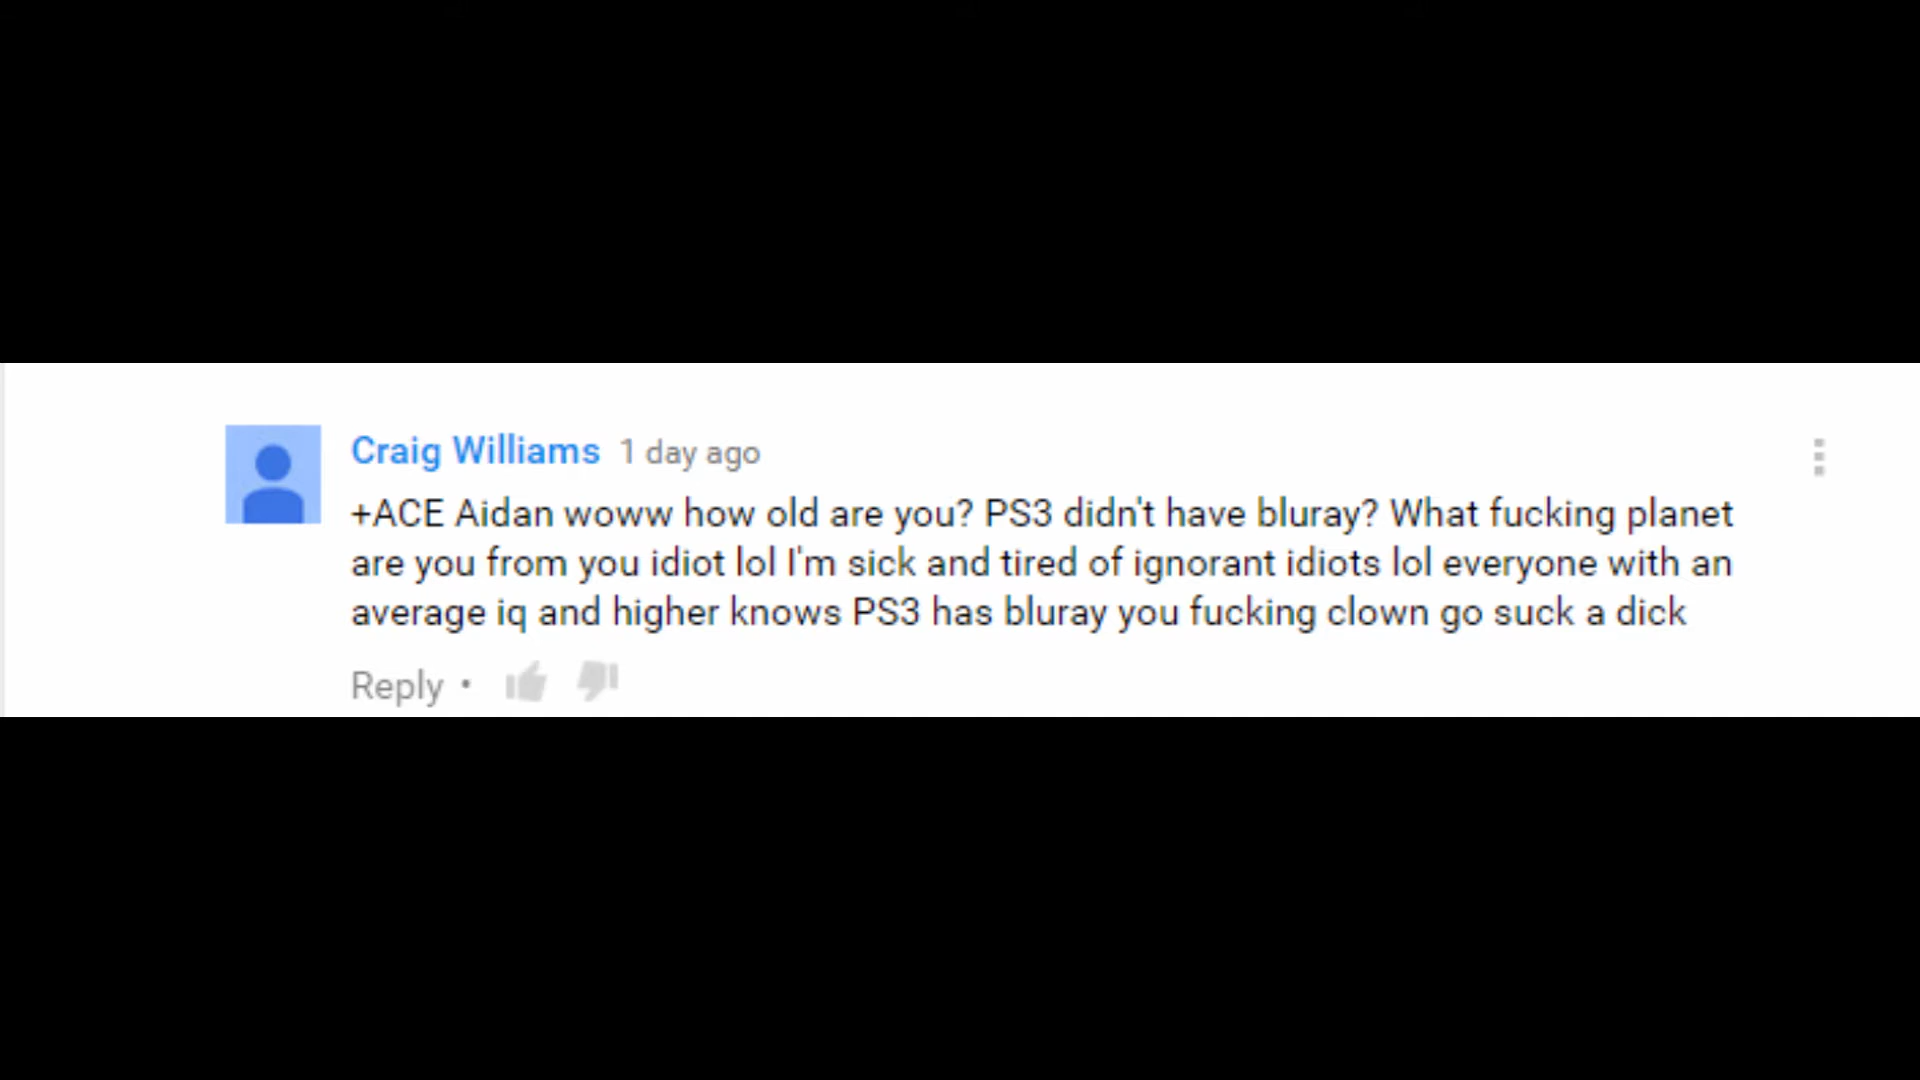 Craig Williams 1 day ago
+ACE Aidan woww how old are you? PS3 didn't have bluray? What fucking planet
are you from you idiot lol I'm sick and tired of ignorant idiots lol everyone with an
average iq and higher knows PS3 has bluray you fucking clown go suck a dick
Reply •